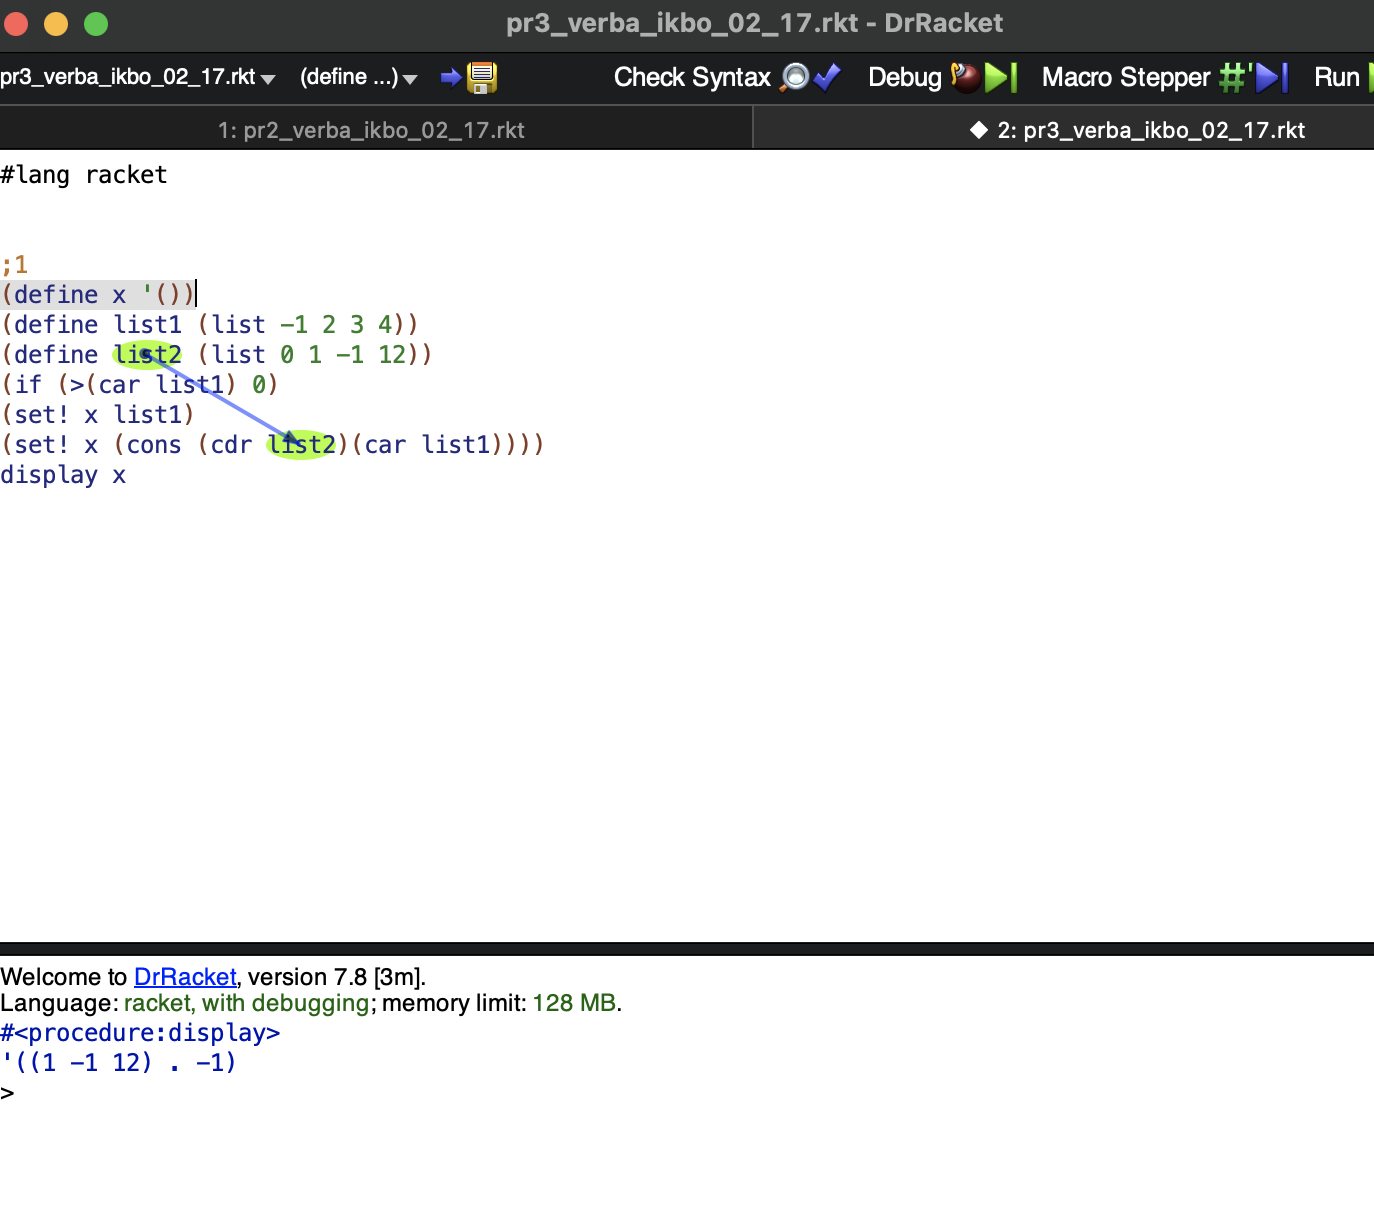 pr3_verba_ikbo_02_17.rkt - DrRacket
pr3_verba_ikbo_02_17.rkt (define ...) Check Syntax Debug Macro Stepper #' Run
1: pr2_verba_ikbo_02_17.rkt ◆ 2: pr3_verba_ikbo_02_17.rkt
#lang racket
;1
(define x '())
(define list1 (list -1 2 3 4))
(define list2 (list 0 1 -1 12))
(if (>(car list1) 0)
(set! x list1)
(set! x (cons (cdr list2)(car list1))))
display x
Welcome to DrRacket, version 7.8 [3m].
Language: racket, with debugging; memory limit: 128 MB.
#<procedure:display>
'((1 -1 12) . -1)
>